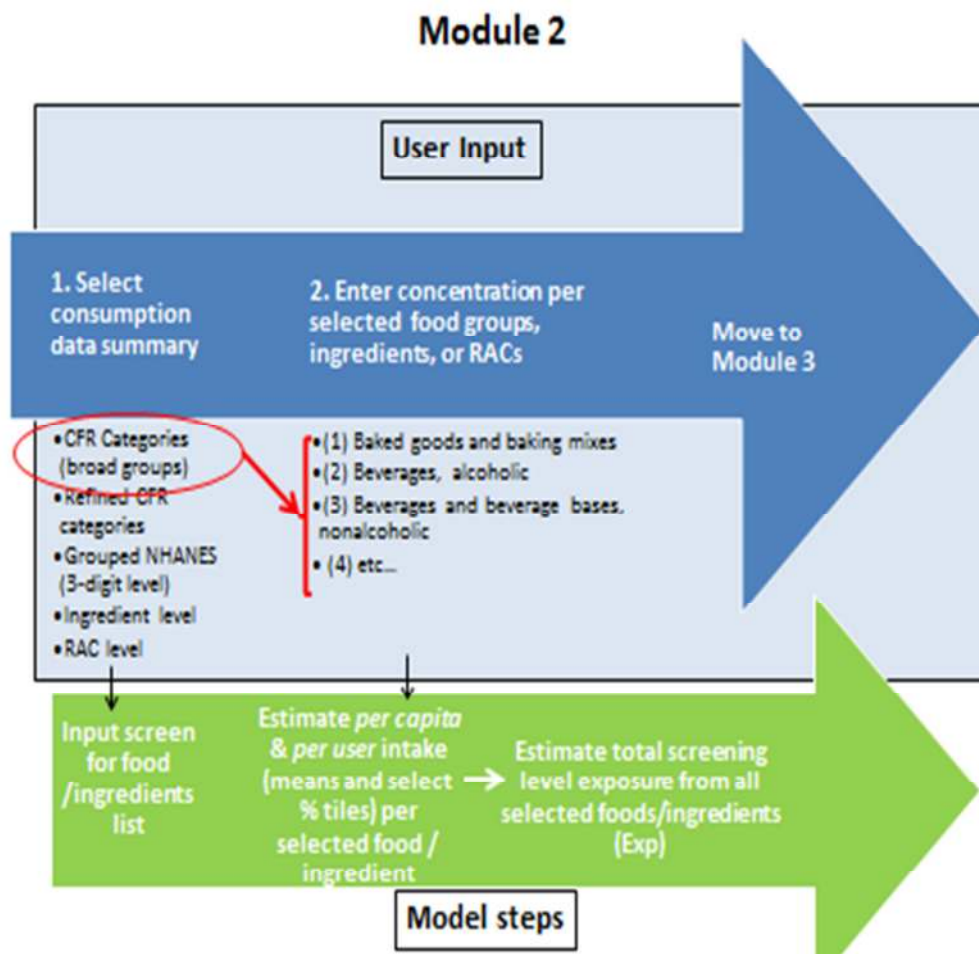 Module 2
User Input
1. Select
consumption
data summary
2. Enter concentration per
selected food groups,
ingredients, or RACs
Move to
Module 3
•CFR Categories
(broad groups)
•Refined CFR
categories
•Grouped NHANES
(3-digit level)
•Ingredient level
•RAC level
•(1) Baked goods and baking mixes
•(2) Beverages, alcoholic
•(3) Beverages and beverage bases,
nonalcoholic
• (4) etc...
Input screen
for food
/ingredients
list
Estimate per capita
& per user intake
(means and select
% tiles) per
selected food /
ingredient
Estimate total screening
level exposure from all
selected foods/ingredients
(Exp)
Model steps